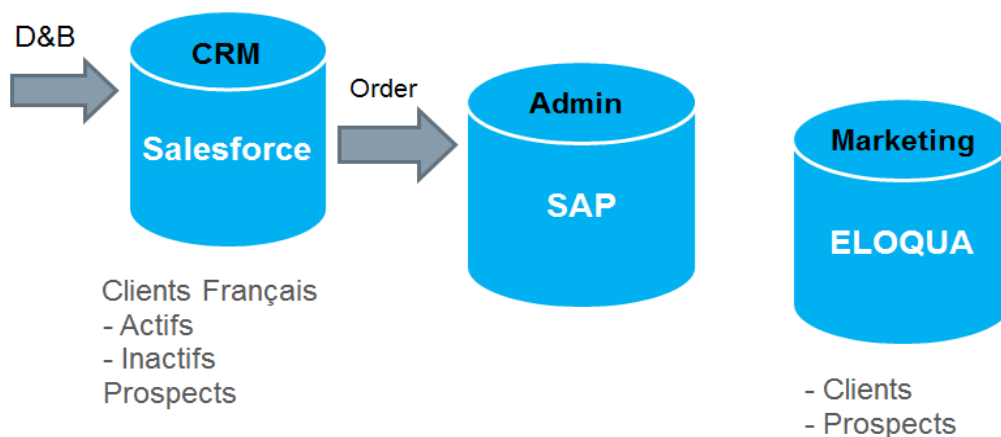 D&B
CRM
Salesforce
Order
Admin
SAP
Marketing
ELOQUA
Clients Français
- Actifs
- Inactifs
Prospects
- Clients
- Prospects